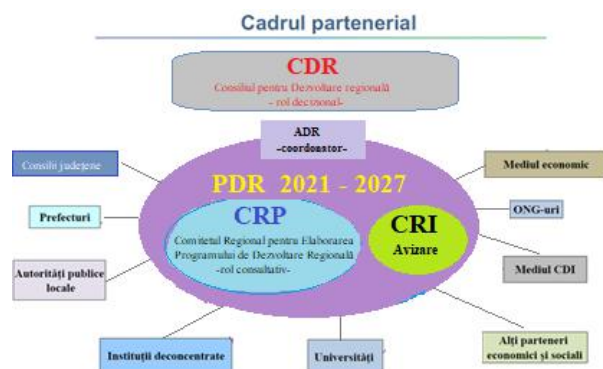 Cadrul partenerial
CDR
Consiliul pentru Dezvoltare regională
- rol decizional-
ADR
-coordonator-
Consilii județene
Mediul economic
PDR 2021 - 2027
Prefecturi
ONG-uri
CRP
Comitetul Regional pentru Elaborarea
Programului de Dezvoltare Regională
-rol consultativ-
CRI
Avizare
Autorități publice
locale
Mediul CDI
Instituții deconcentrate
Universități
Alți parteneri
economici și sociali